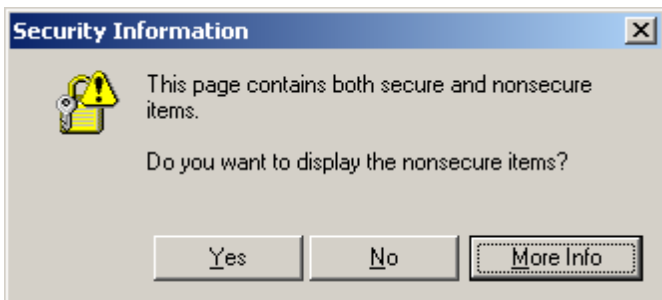 Security Information
This page contains both secure and nonsecure
items.
Do you want to display the nonsecure items?
Yes
No
More Info